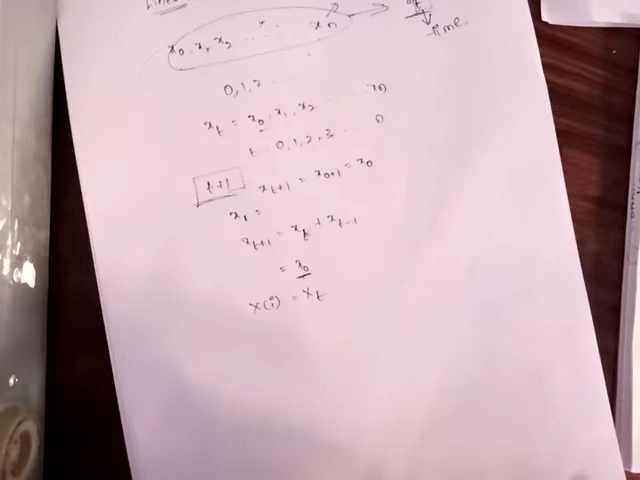 x₀, x₁, x₂ ..... xₙ
time
0, 1, 2 .....
xₜ = x₀, x₁, x₂ ..... xₙ
t = 0, 1, 2, 3 ..... n
t+1 xₜ₊₁ = x₀₊₁ = x₀
x₁ =
xₜ₊₁ = xₜ + xₜ₋₁
= x₀
X(i) = Xₜ